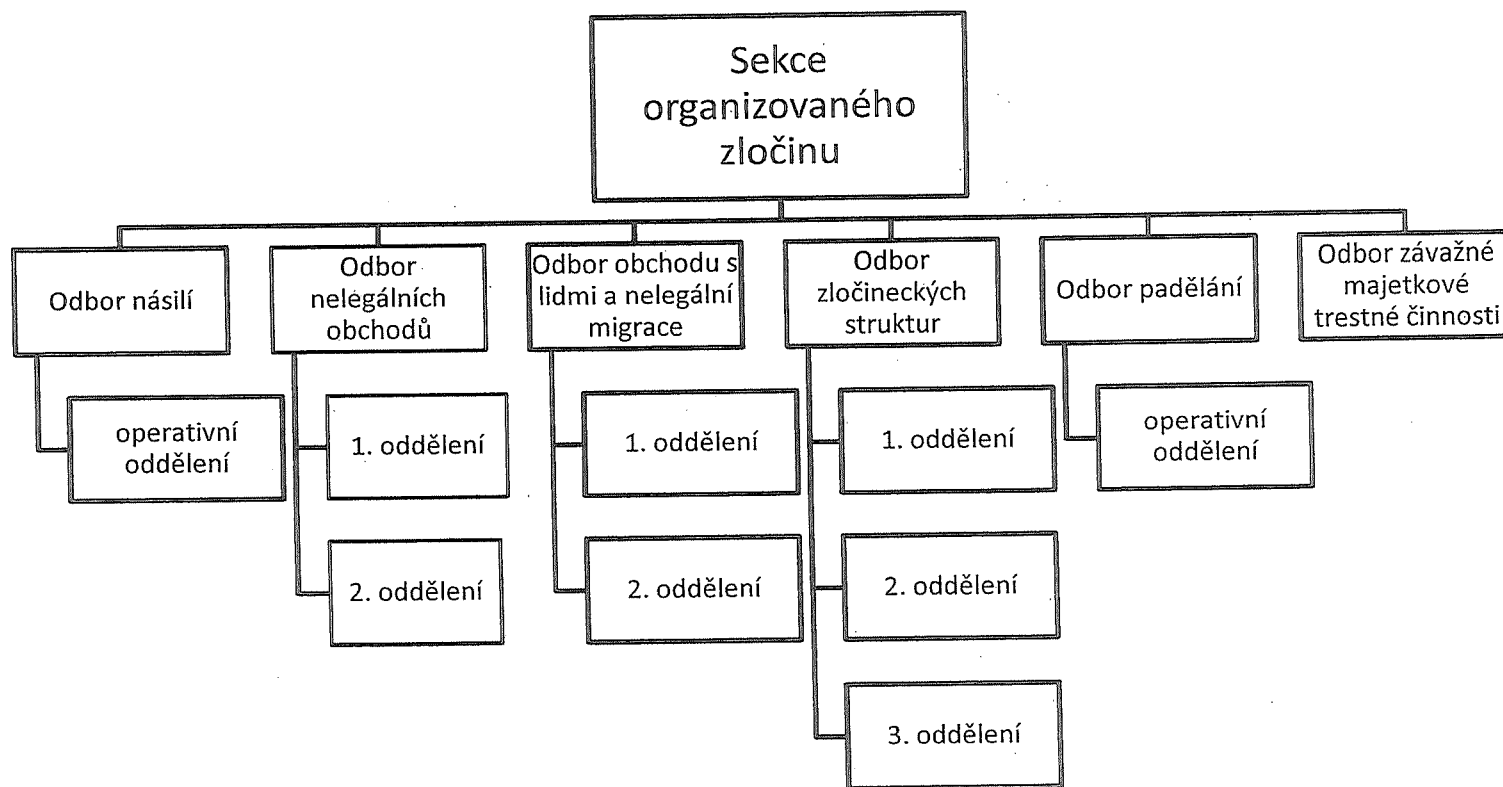 Sekce
organizovaného
zločinu
Odbor násilí
Odbor
nelegálních
obchodů
Odbor obchodu s
lidmi a nelegální
migrace
Odbor
zločineckých
struktur
Odbor padělání
Odbor závažné
majetkové
trestné činnosti
operativní
oddělení
1. oddělení
2. oddělení
1. oddělení
2. oddělení
1. oddělení
2. oddělení
3. oddělení
operativní
oddělení